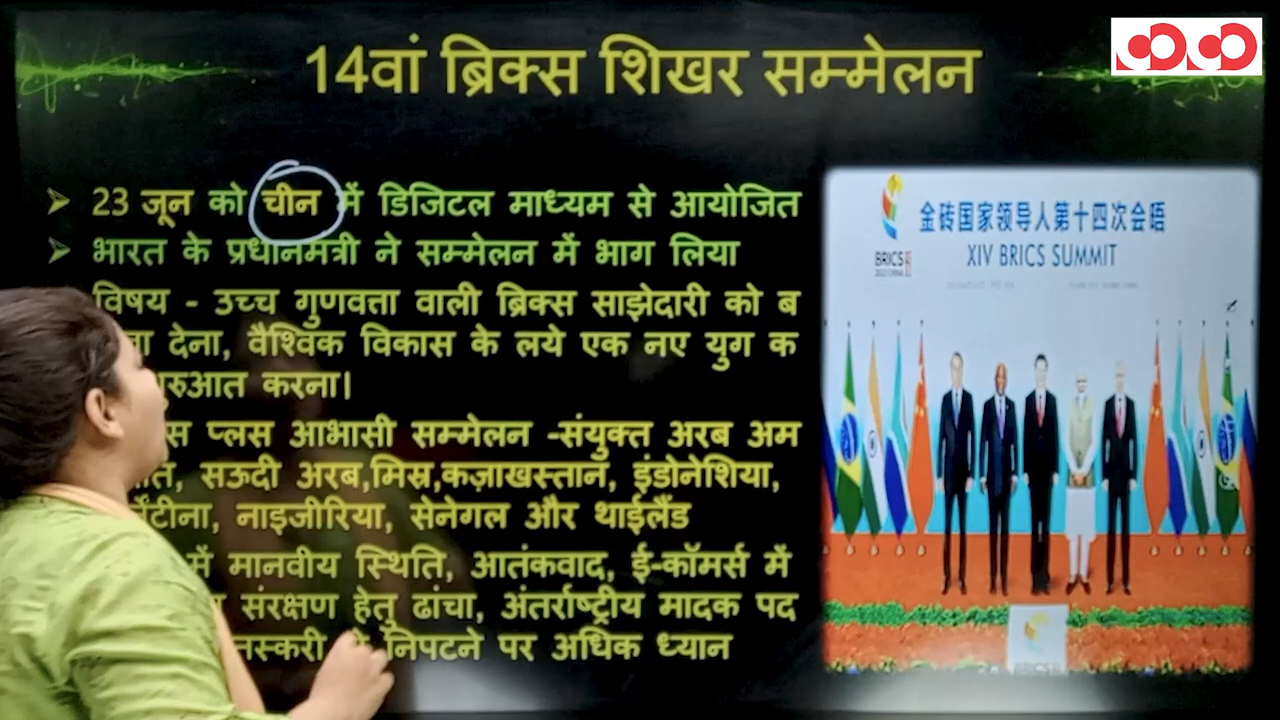 14वां ब्रिक्स शिखर सम्मेलन
23 जून को चीन में डिजिटल माध्यम से आयोजित
भारत के प्रधानमंत्री ने सम्मेलन में भाग लिया
विषय - उच्च गुणवत्ता वाली ब्रिक्स साझेदारी को ब
देना, वैश्विक विकास के लये एक नए युग क
रुआत करना।
स प्लस आभासी सम्मेलन -संयुक्त अरब अम
सऊदी अरब,मिस्र,कज़ाखस्तान, इंडोनेशिया,
टीना, नाइजीरिया, सेनेगल और थाईलैंड
में मानवीय स्थिति, आतंकवाद, ई-कॉमर्स में
संरक्षण हेतु ढांचा, अंतर्राष्ट्रीय मादक पद
निपटने पर अधिक ध्यान
金砖国家领导人第十四次会晤
XIV BRICS SUMMIT
BRICS
BRICS